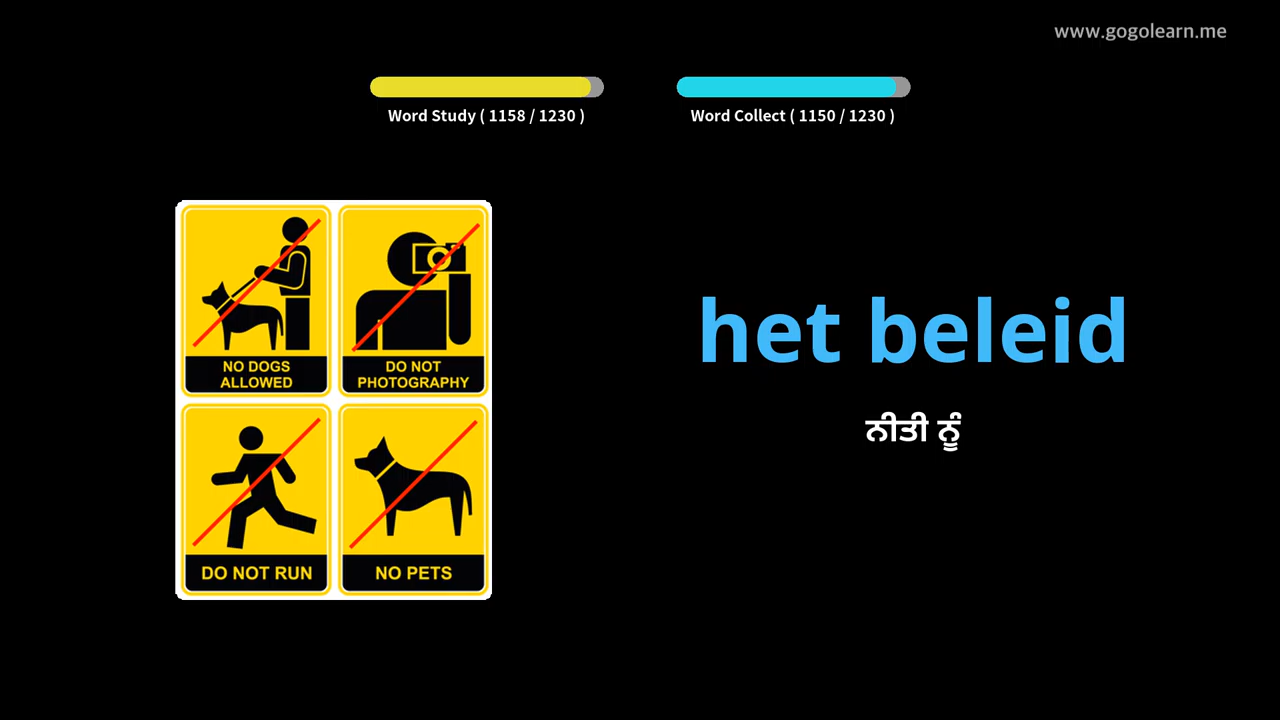 www.gogolearn.me
Word Study ( 1158 / 1230 )
Word Collect ( 1150 / 1230 )
NO DOGS
ALLOWED
DO NOT
PHOTOGRAPHY
DO NOT RUN
NO PETS
het beleid
ਨੀਤੀ ਨੂੰ